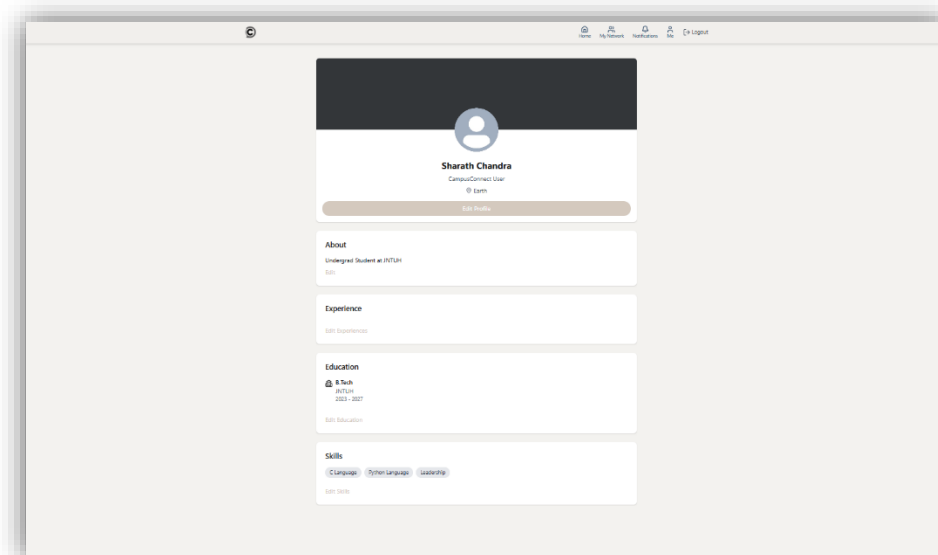 Home My Network Notifications Me Logout
Sharath Chandra
CampusConnect User
Earth
Edit Profile
About
Undergrad Student at JNTUH
Edit
Experience
Edit Experiences
Education
B.Tech
JNTUH
2023 - 2027
Edit Education
Skills
C Language Python Language Leadership
Edit Skills